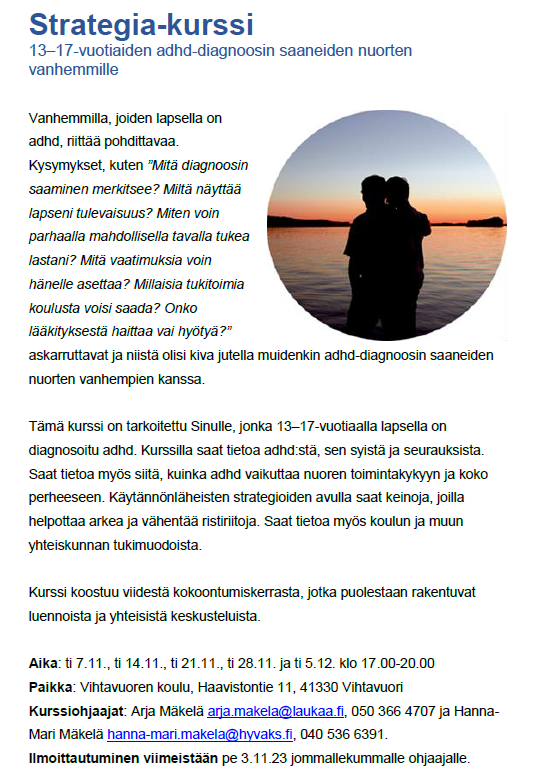 Strategia-kurssi
13–17-vuotiaiden adhd-diagnoosin saaneiden nuorten
vanhemmille
Vanhemmilla, joiden lapsella on
adhd, riittää pohdittavaa.
Kysymykset, kuten ”Mitä diagnoosin
saaminen merkitsee? Miltä näyttää
lapseni tulevaisuus? Miten voin
parhaalla mahdollisella tavalla tukea
lastani? Mitä vaatimuksia voin
hänelle asettaa? Millaisia tukitoimia
koulusta voisi saada? Onko
lääkityksestä haittaa vai hyötyä?”
askarruttavat ja niistä olisi kiva jutella muidenkin adhd-diagnoosin saaneiden
nuorten vanhempien kanssa.
Tämä kurssi on tarkoitettu Sinulle, jonka 13–17-vuotiaalla lapsella on
diagnosoitu adhd. Kurssilla saat tietoa adhd:stä, sen syistä ja seurauksista.
Saat tietoa myös siitä, kuinka adhd vaikuttaa nuoren toimintakykyyn ja koko
perheeseen. Käytännönläheisten strategioiden avulla saat keinoja, joilla
helpottaa arkea ja vähentää ristiriitoja. Saat tietoa myös koulun ja muun
yhteiskunnan tukimuodoista.
Kurssi koostuu viidestä kokoontumiskerrasta, jotka puolestaan rakentuvat
luennoista ja yhteisistä keskusteluista.
Aika: ti 7.11., ti 14.11., ti 21.11., ti 28.11. ja ti 5.12. klo 17.00-20.00
Paikka: Vihtavuoren koulu, Haavistontie 11, 41330 Vihtavuori
Kurssiohjaajat: Arja Mäkelä arja.makela@laukaa.fi, 050 366 4707 ja Hanna-
Mari Mäkelä hanna-mari.makela@hyvaks.fi, 040 536 6391.
Ilmoittautuminen viimeistään pe 3.11.23 jommallekummalle ohjaajalle.